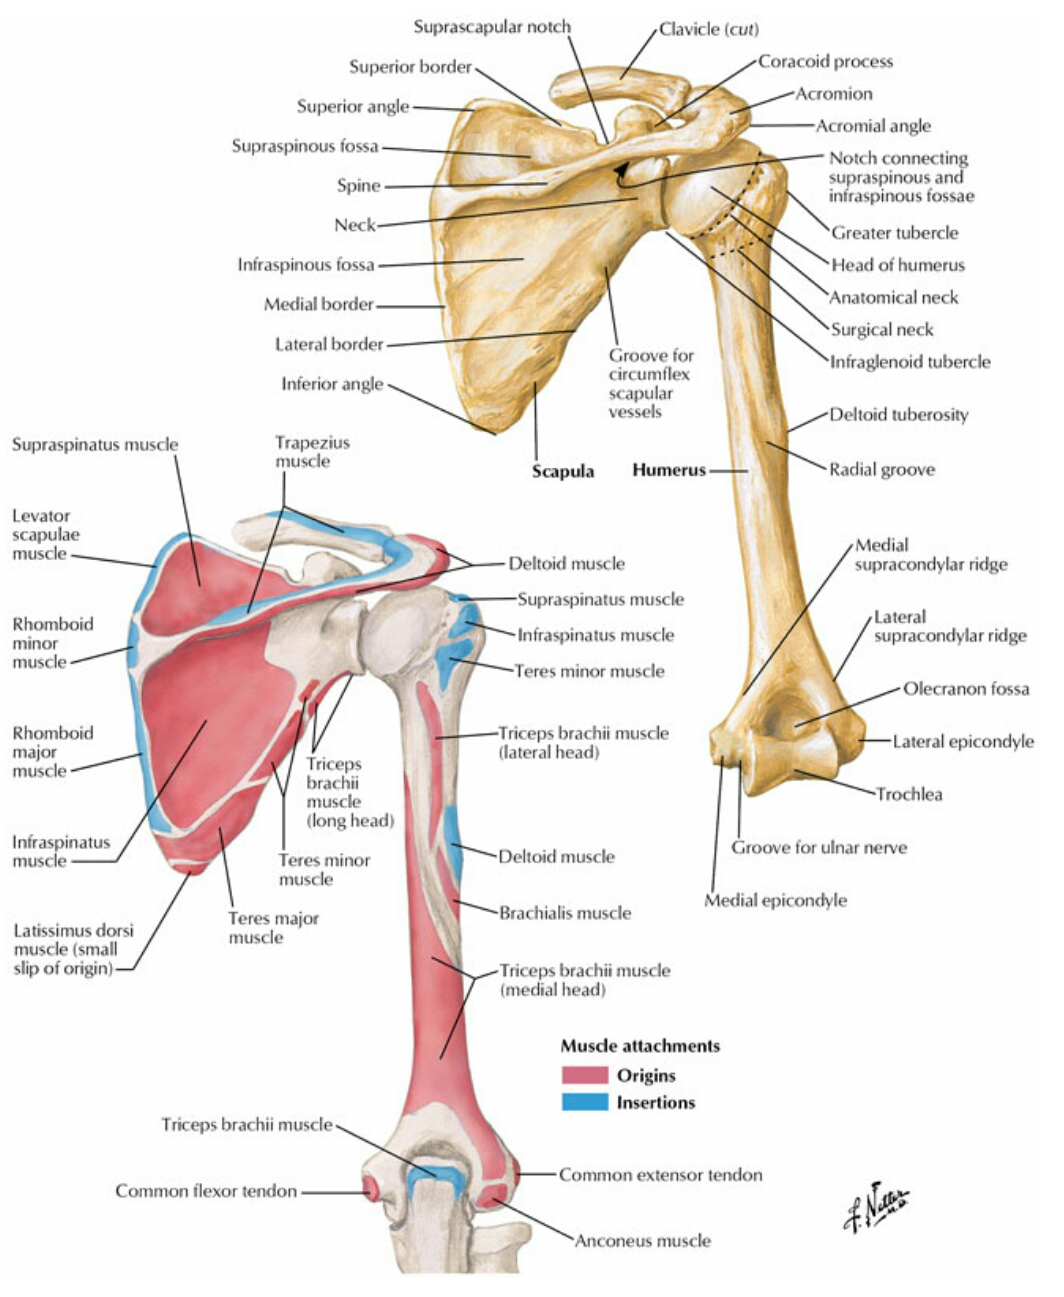 Suprascapular notch
Clavicle (cut)
Superior border
Coracoid process
Superior angle
Acromion
Acromial angle
Supraspinous fossa
Notch connecting
supraspinous and
infraspinous fossae
Spine
Neck
Greater tubercle
Infraspinous fossa
Head of humerus
Medial border
Anatomical neck
Surgical neck
Lateral border
Infraglenoid tubercle
Groove for
circumflex
scapular
vessels
Inferior angle
Deltoid tuberosity
Scapula
Humerus
Radial groove
Medial
supracondylar ridge
Lateral
supracondylar ridge
Olecranon fossa
Lateral epicondyle
Trochlea
Groove for ulnar nerve
Medial epicondyle
Supraspinatus muscle
Trapezius
muscle
Levator
scapulae
muscle
Deltoid muscle
Supraspinatus muscle
Rhomboid
minor
muscle
Infraspinatus muscle
Teres minor muscle
Rhomboid
major
muscle
Triceps brachii muscle
(lateral head)
Triceps
brachii
muscle
(long head)
Infraspinatus
muscle
Teres minor
muscle
Deltoid muscle
Teres major
muscle
Brachialis muscle
Latissimus dorsi
muscle (small
slip of origin)
Triceps brachii muscle
(medial head)
Muscle attachments
Origins
Insertions
Triceps brachii muscle
Common flexor tendon
Common extensor tendon
Anconeus muscle
F. Netter
M.D.